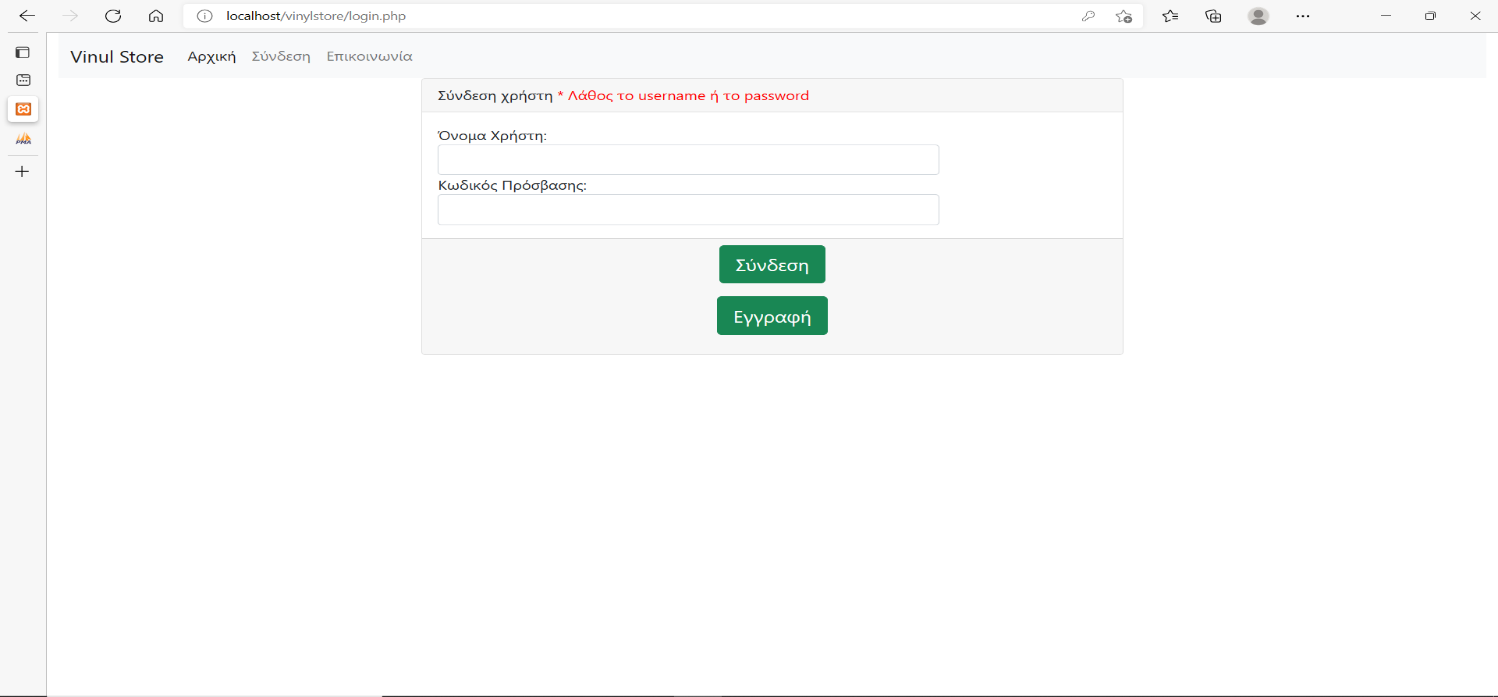 localhost/vinylstore/login.php
Vinul Store Αρχική Σύνδεση Επικοινωνία
Σύνδεση χρήστη * Λάθος το username ή το password
Όνομα Χρήστη:
Κωδικός Πρόσβασης:
Σύνδεση
Εγγραφή